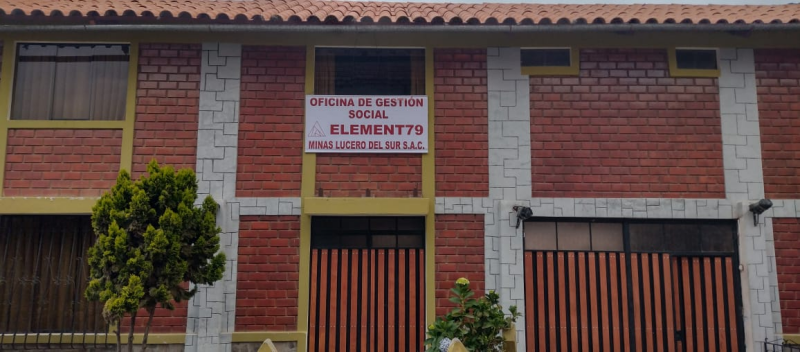 OFICINA DE GESTIÓN
SOCIAL
ELEMENT79
MINAS LUCERO DEL SUR S.A.C.